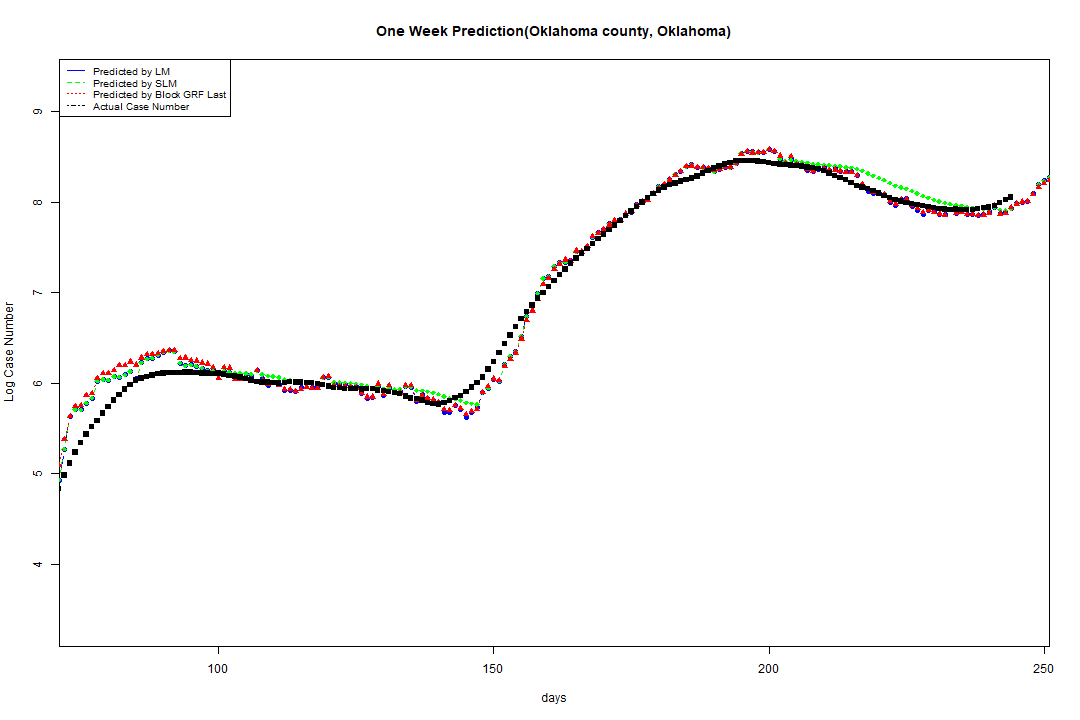 One Week Prediction(Oklahoma county, Oklahoma)
Predicted by LM
Predicted by SLM
Predicted by Block GRF Last
Actual Case Number
9
8
7
6
5
4
Log Case Number
100
150
200
250
days